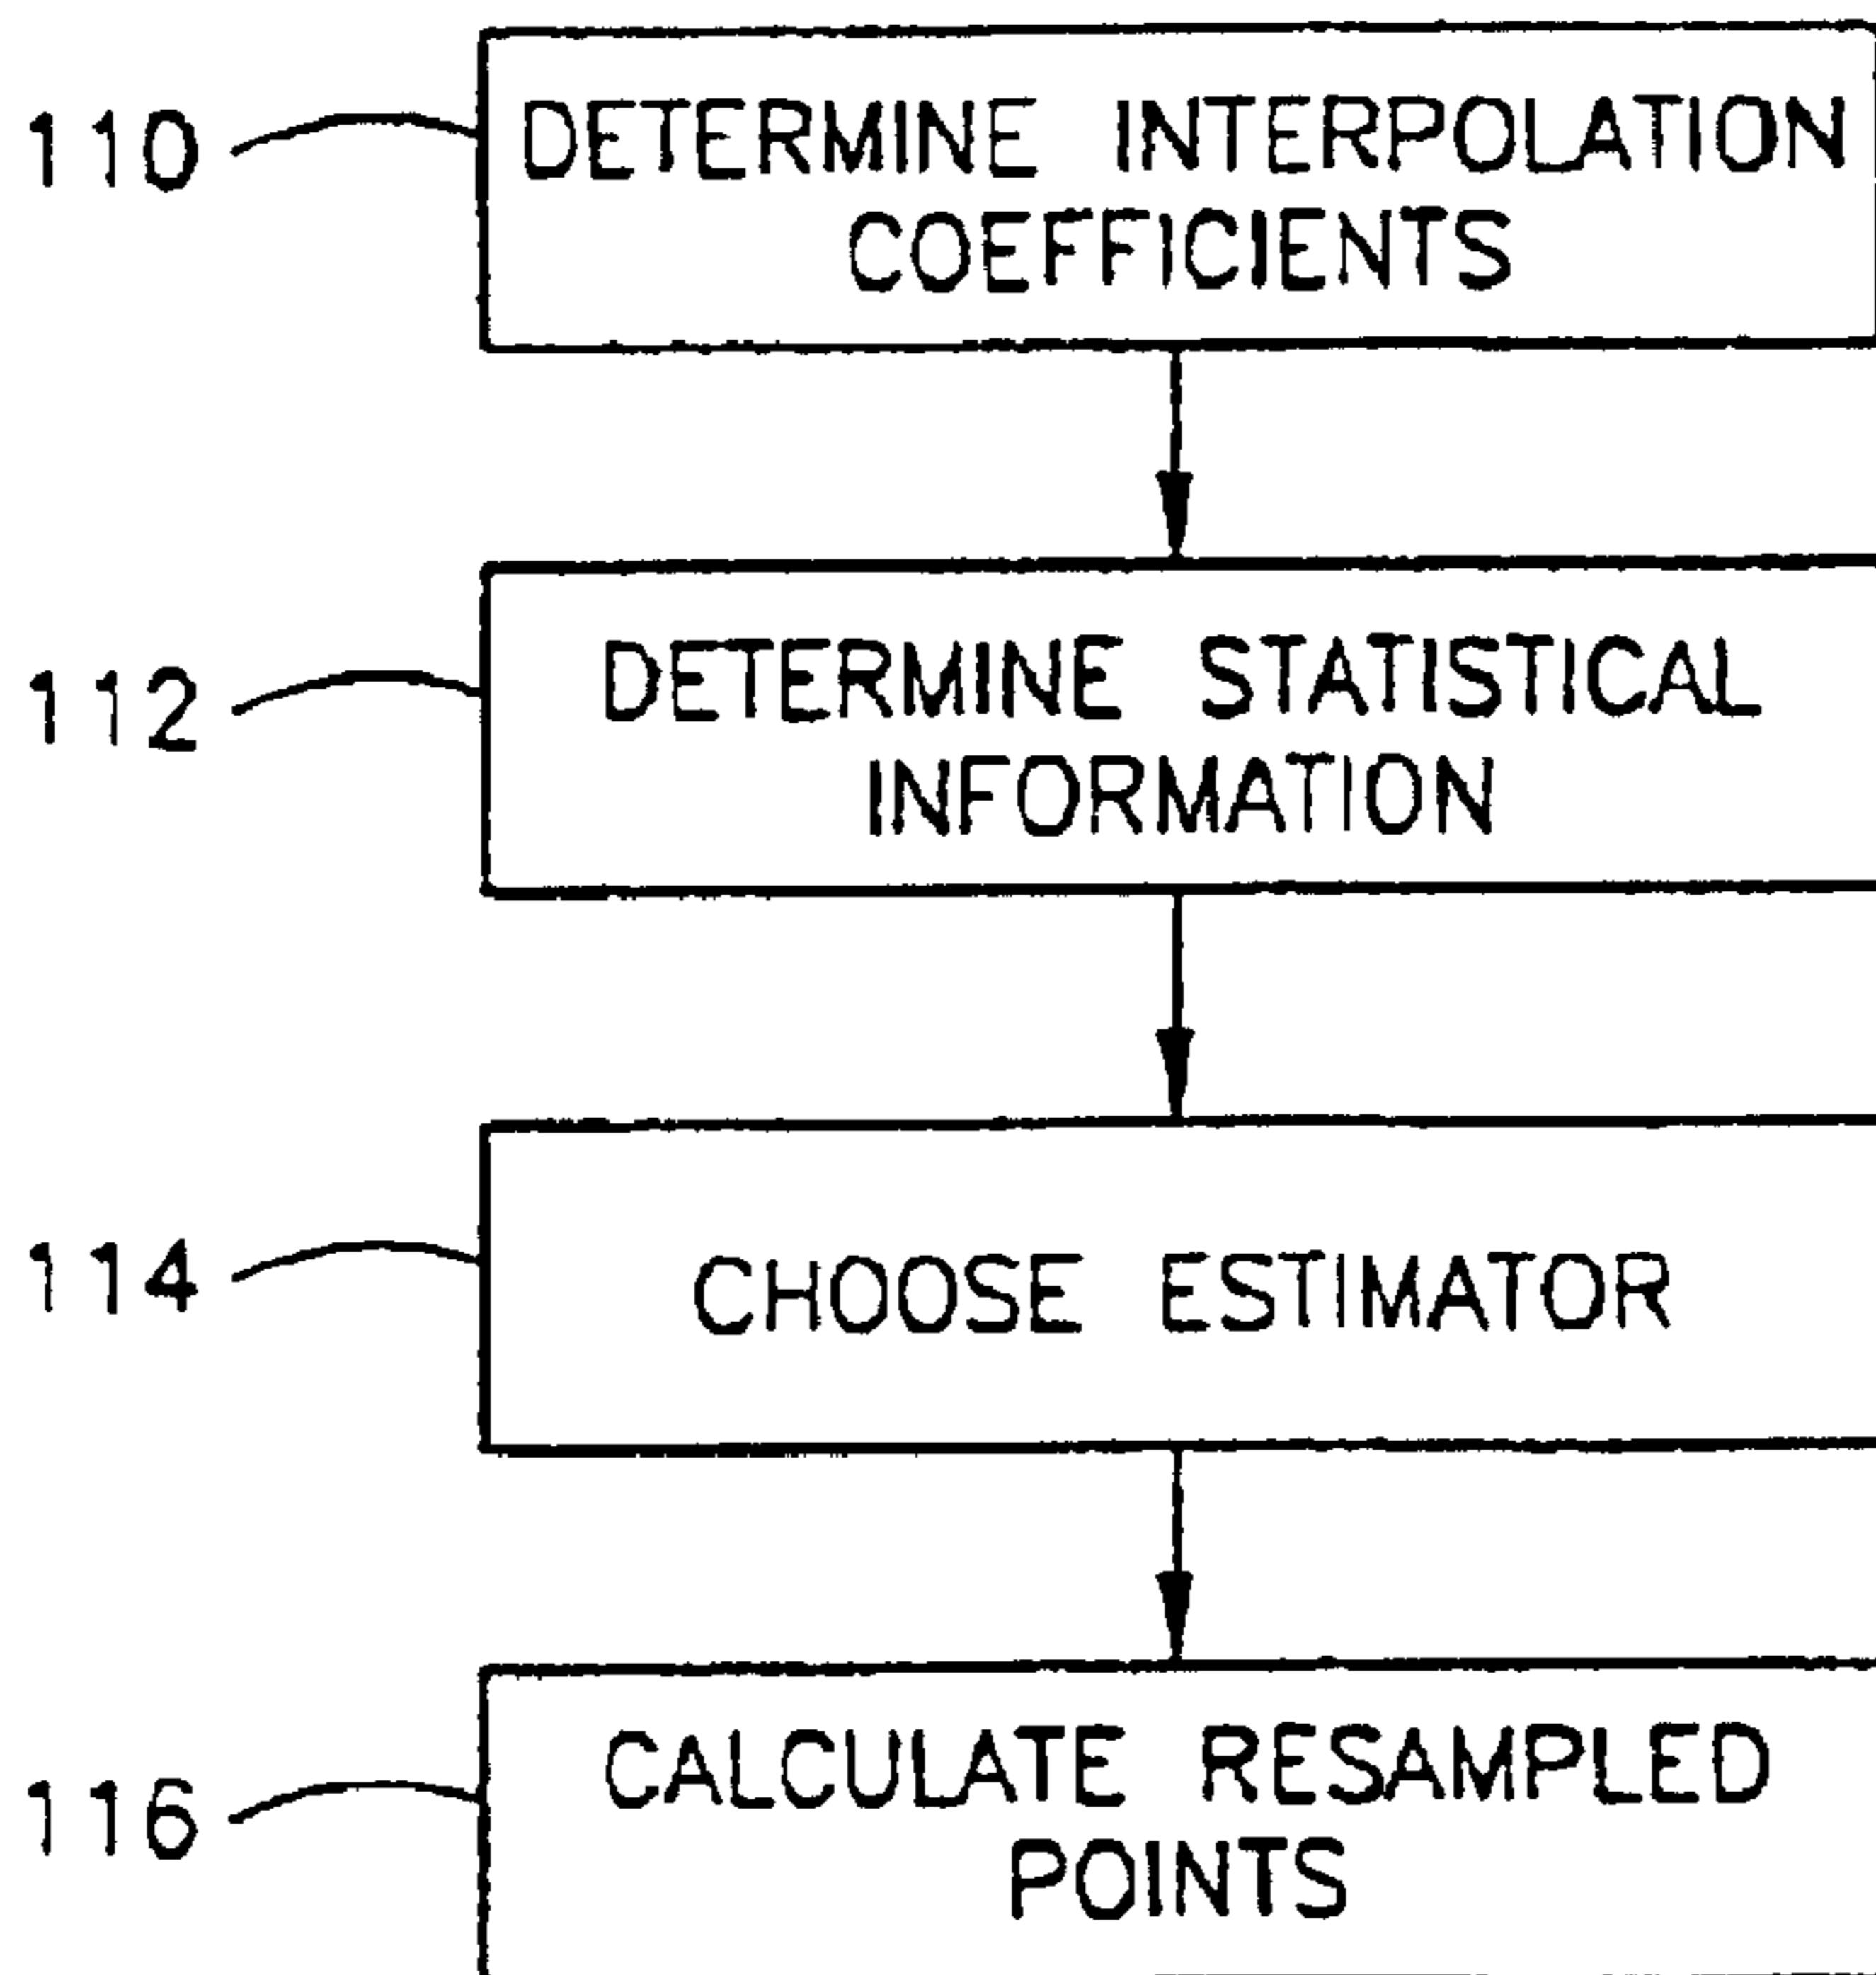 110
DETERMINE INTERPOLATION
COEFFICIENTS
112
DETERMINE STATISTICAL
INFORMATION
114
CHOOSE ESTIMATOR
116
CALCULATE RESAMPLED
POINTS